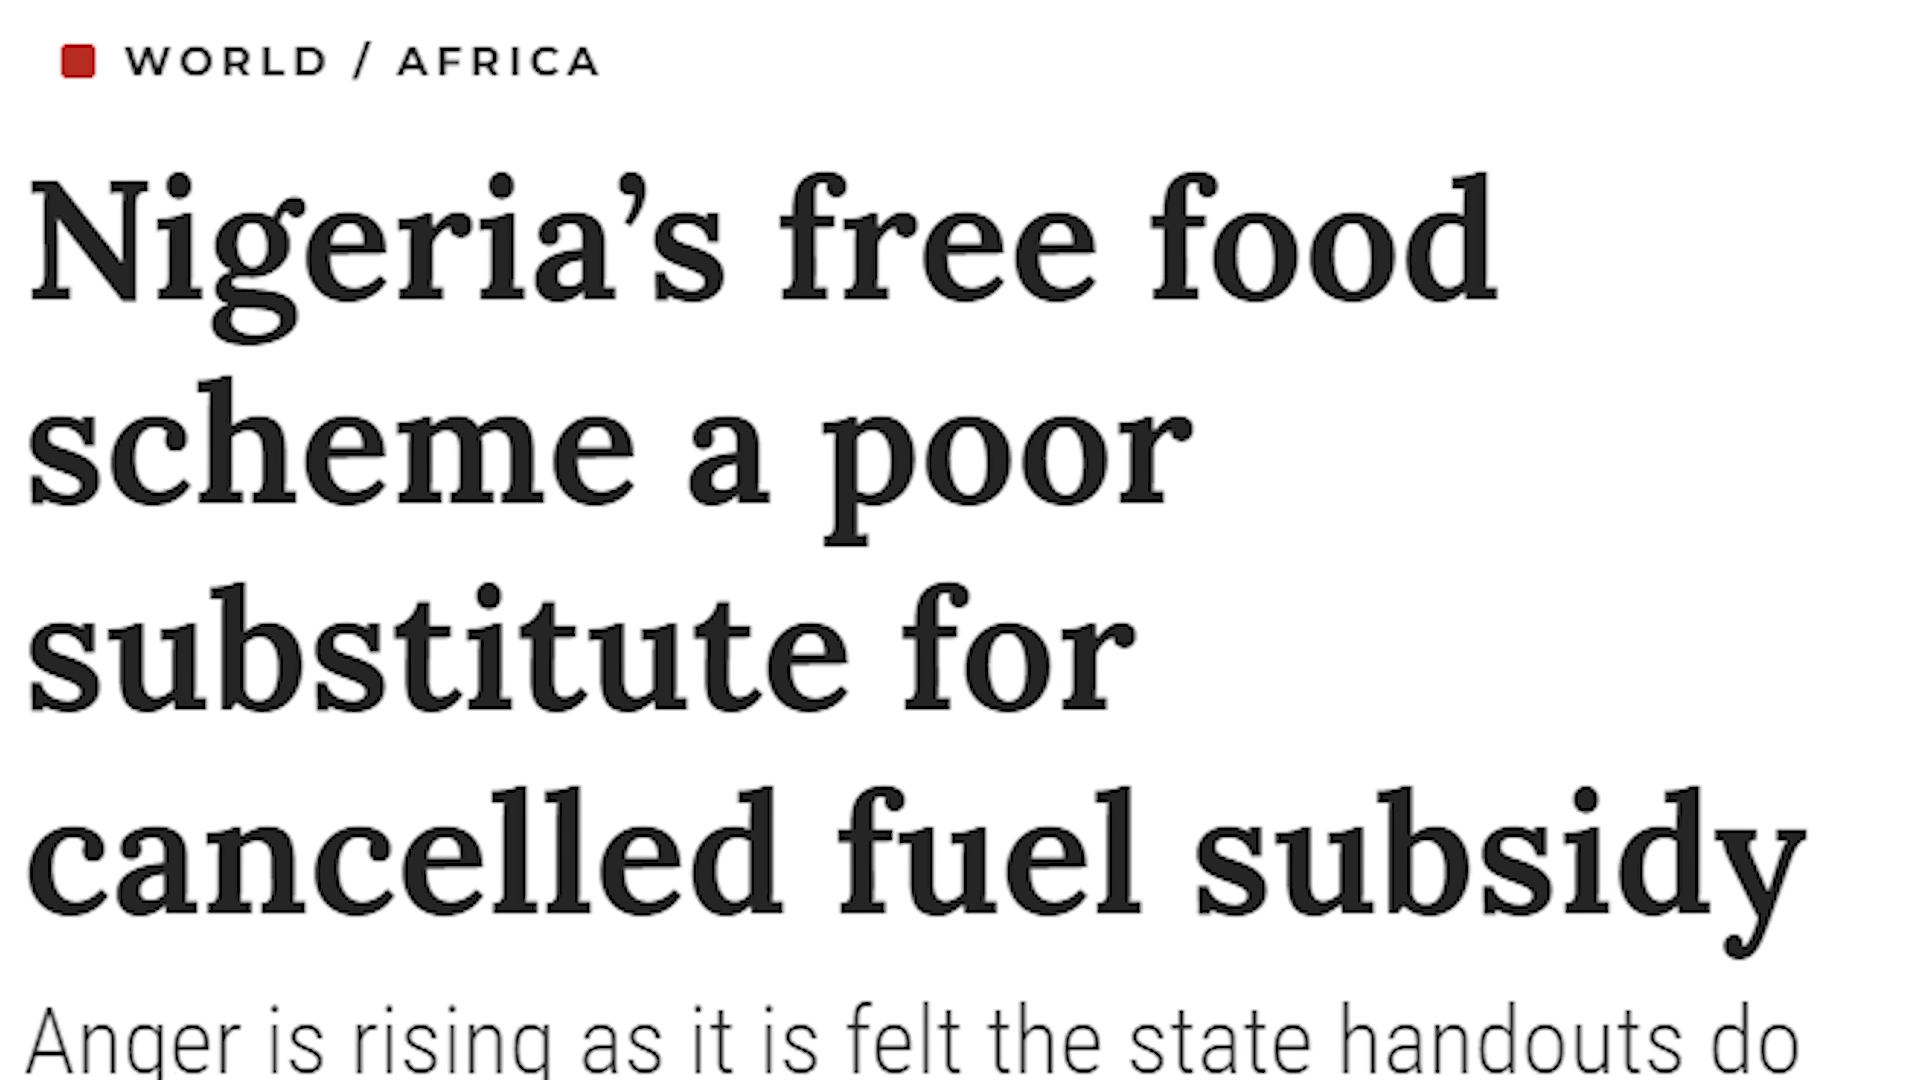 WORLD / AFRICA
Nigeria’s free food
scheme a poor
substitute for
cancelled fuel subsidy
Anger is rising as it is felt the state handouts do